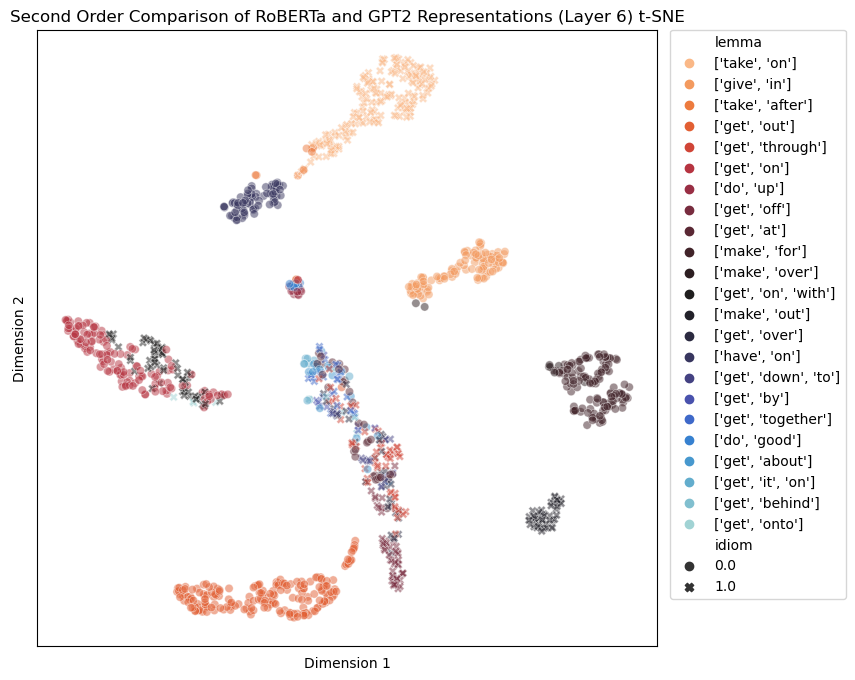 Second Order Comparison of RoBERTa and GPT2 Representations (Layer 6) t-SNE
lemma
['take', 'on']
['give', 'in']
['take', 'after']
['get', 'out']
['get', 'through']
['get', 'on']
['do', 'up']
['get', 'off']
['get', 'at']
['make', 'for']
['make', 'over']
['get', 'on', 'with']
['make', 'out']
['get', 'over']
['have', 'on']
['get', 'down', 'to']
['get', 'by']
['get', 'together']
['do', 'good']
['get', 'about']
['get', 'it', 'on']
['get', 'behind']
['get', 'onto']
idiom
0.0
1.0
Dimension 2
Dimension 1